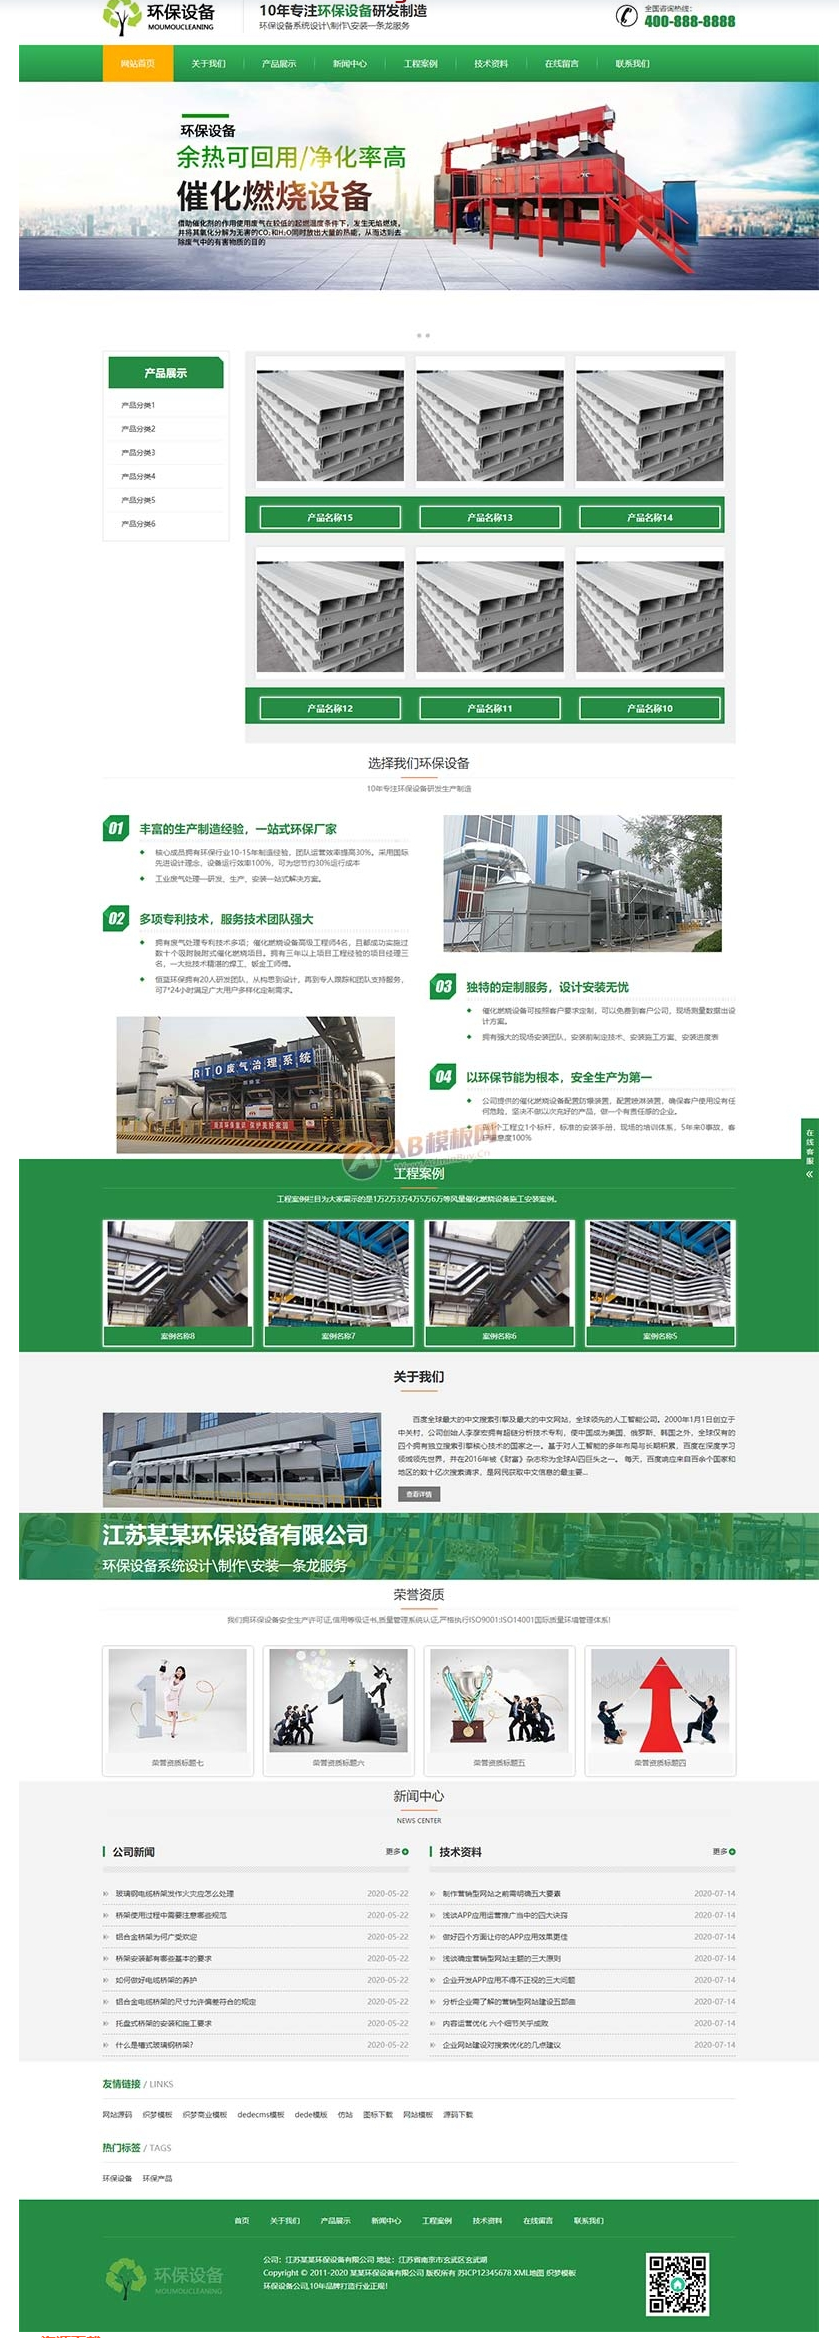 环保设备
MOUMOUCLEANING
10年专注环保设备研发制造
环保设备系统设计\制作\安装一条龙服务
全国咨询热线：
400-888-8888
网站首页 关于我们 产品展示 新闻中心 工程案例 技术资料 在线留言 联系我们
环保设备
余热可回用/净化率高
催化燃烧设备
借助催化剂的作用使用废气在较低的起燃温度条件下，发生无焰燃烧，
并将其氧化分解为无害的CO₂和H₂O同时放出大量的热能，从而达到去
除废气中的有害物质的目的
产品展示
产品分类1
产品分类2
产品分类3
产品分类4
产品分类5
产品分类6
产品名称15 产品名称13 产品名称14
产品名称12 产品名称11 产品名称10
选择我们环保设备
10年专注环保设备研发生产制造
01 丰富的生产制造经验，一站式环保厂家
核心成员拥有环保行业10-15年制造经验，团队运营效率提高30%。采用国际
先进设计理念、设备运行效率100%，可为您节约30%运行成本
工业废气处理—研发、生产、安装一站式解决方案。
02 多项专利技术，服务技术团队强大
拥有废气处理专利技术多项；催化燃烧设备高级工程师4名，且都成功实施过
数十个吸附脱附式催化燃烧项目。拥有三年以上项目工程经验的项目经理三
名，一大批技术精湛的焊工、钣金工师傅。
恒蓝环保拥有20人研发团队，从构思到设计，再到专人跟踪和团队支持服务，
可7*24小时满足广大用户多样化定制需求。
RTO废气治理系统
03 独特的定制服务，设计安装无忧
催化燃烧设备可按照客户要求定制，可以免费到客户公司，现场测量数据出设
计方案。
拥有强大的现场安装团队，安装前制定技术、安装施工方案、安装进度表
04 以环保节能为根本，安全生产为第一
公司提供的催化燃烧设备配置防爆装置，配置喷淋装置，确保客户使用没有任
何危险，坚决不做以次充好的产品，做一个有责任感的企业。
每1个工程立1个标杆，标准的安装手册、现场的培训体系，5年来0事故，客
户满意度100%
在线客服
AB模板网
工程案例
工程案例栏目为大家展示的是1万2万3万4万5万6万等风量催化燃烧设备施工安装案例。
案例名称8 案例名称7 案例名称6 案例名称5
关于我们
百度全球最大的中文搜索引擎及最大的中文网站，全球领先的人工智能公司。2000年1月1日创立于
中关村，公司创始人李彦宏拥有超链分析技术专利，使中国成为美国、俄罗斯、韩国之外，全球仅有的
四个拥有独立搜索引擎核心技术的国家之一。基于对人工智能的多年布局与长期积累，百度在深度学习
领域领先世界，并在2016年被《财富》杂志称为全球AI四巨头之一。 每天，百度响应来自百余个国家和
地区的数十亿次搜索请求，是网民获取中文信息的最主要...
查看详情
江苏某某环保设备有限公司
环保设备系统设计\制作\安装一条龙服务
荣誉资质
我们拥环保设备安全生产许可证,信用等级证书,质量管理系统认证,严格执行ISO9001:ISO14001国际质量环境管理体系!
荣誉资质标题七 荣誉资质标题六 荣誉资质标题五 荣誉资质标题四
新闻中心
NEWS CENTER
公司新闻 更多
玻璃钢电缆桥架发作火灾应怎么处理 2020-05-22
桥架使用过程中需要注意哪些规范 2020-05-22
铝合金桥架为何广受欢迎 2020-05-22
桥架安装都有哪些基本的要求 2020-05-22
如何做好电缆桥架的养护 2020-05-22
铝合金电缆桥架的尺寸允许偏差符合的规定 2020-05-22
托盘式桥架的安装和施工要求 2020-05-22
什么是槽式玻璃钢桥架? 2020-05-22
技术资料 更多
制作营销型网站之前需明确五大要素 2020-07-14
浅谈APP应用运营推广当中的四大诀窍 2020-07-14
做好四个方面让你的APP应用效果更佳 2020-07-14
浅谈确定营销型网站主题的三大原则 2020-07-14
企业开发APP应用不得不正视的三大问题 2020-07-14
分析企业需了解的营销型网站建设五部曲 2020-07-14
内容运营优化 六个细节关乎成败 2020-07-14
企业网站建设对搜索优化的几点建议 2020-07-14
友情链接 / LINKS
网站源码 织梦模板 织梦商业模板 dedecms模板 dede模版 仿站 图标下载 网站模板 源码下载
热门标签 / TAGS
环保设备 环保产品
首页 关于我们 产品展示 新闻中心 工程案例 技术资料 在线留言 联系我们
环保设备
MOUMOUCLEANING
公司：江苏某某环保设备有限公司 地址：江苏省南京市玄武区玄武湖
Copyright © 2011-2020 某某环保设备有限公司 版权所有 苏ICP12345678 XML地图 织梦模板
环保设备公司,10年品牌打造行业正规!